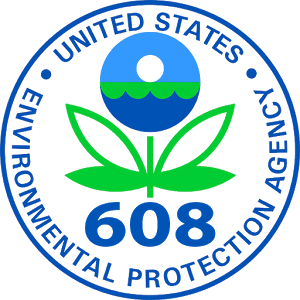 UNITED STATES
ENVIRONMENTAL PROTECTION AGENCY
608